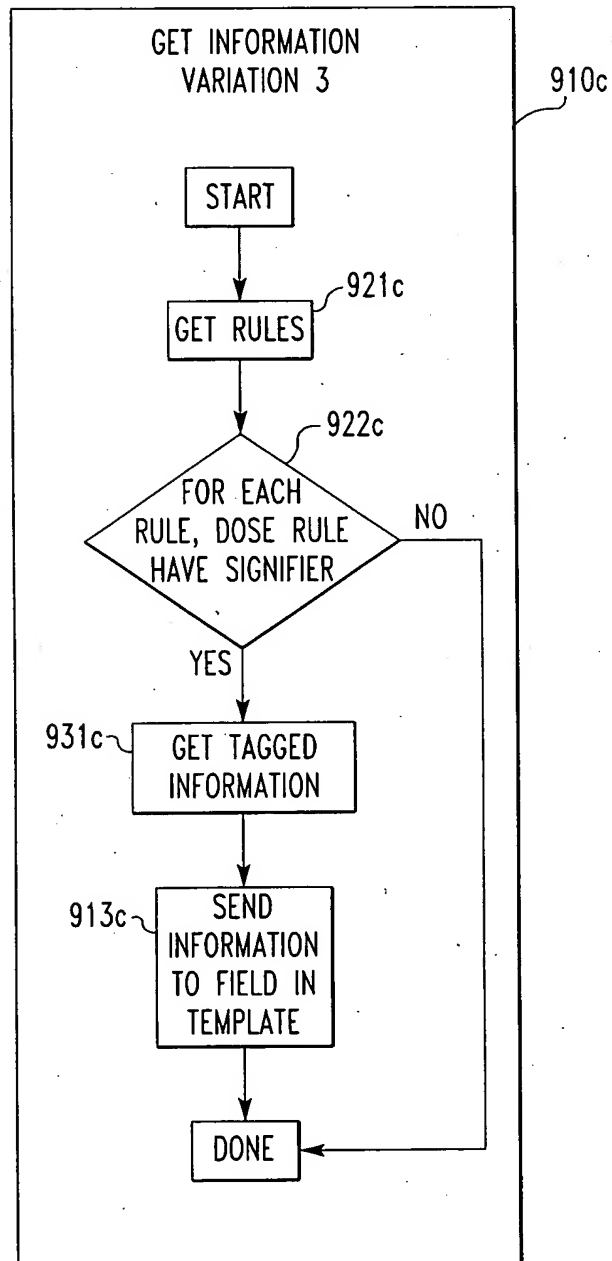 GET INFORMATION
VARIATION 3
910c
START
921c
GET RULES
922c
FOR EACH
RULE, DOSE RULE
HAVE SIGNIFIER
NO
YES
931c
GET TAGGED
INFORMATION
913c
SEND
INFORMATION
TO FIELD IN
TEMPLATE
DONE